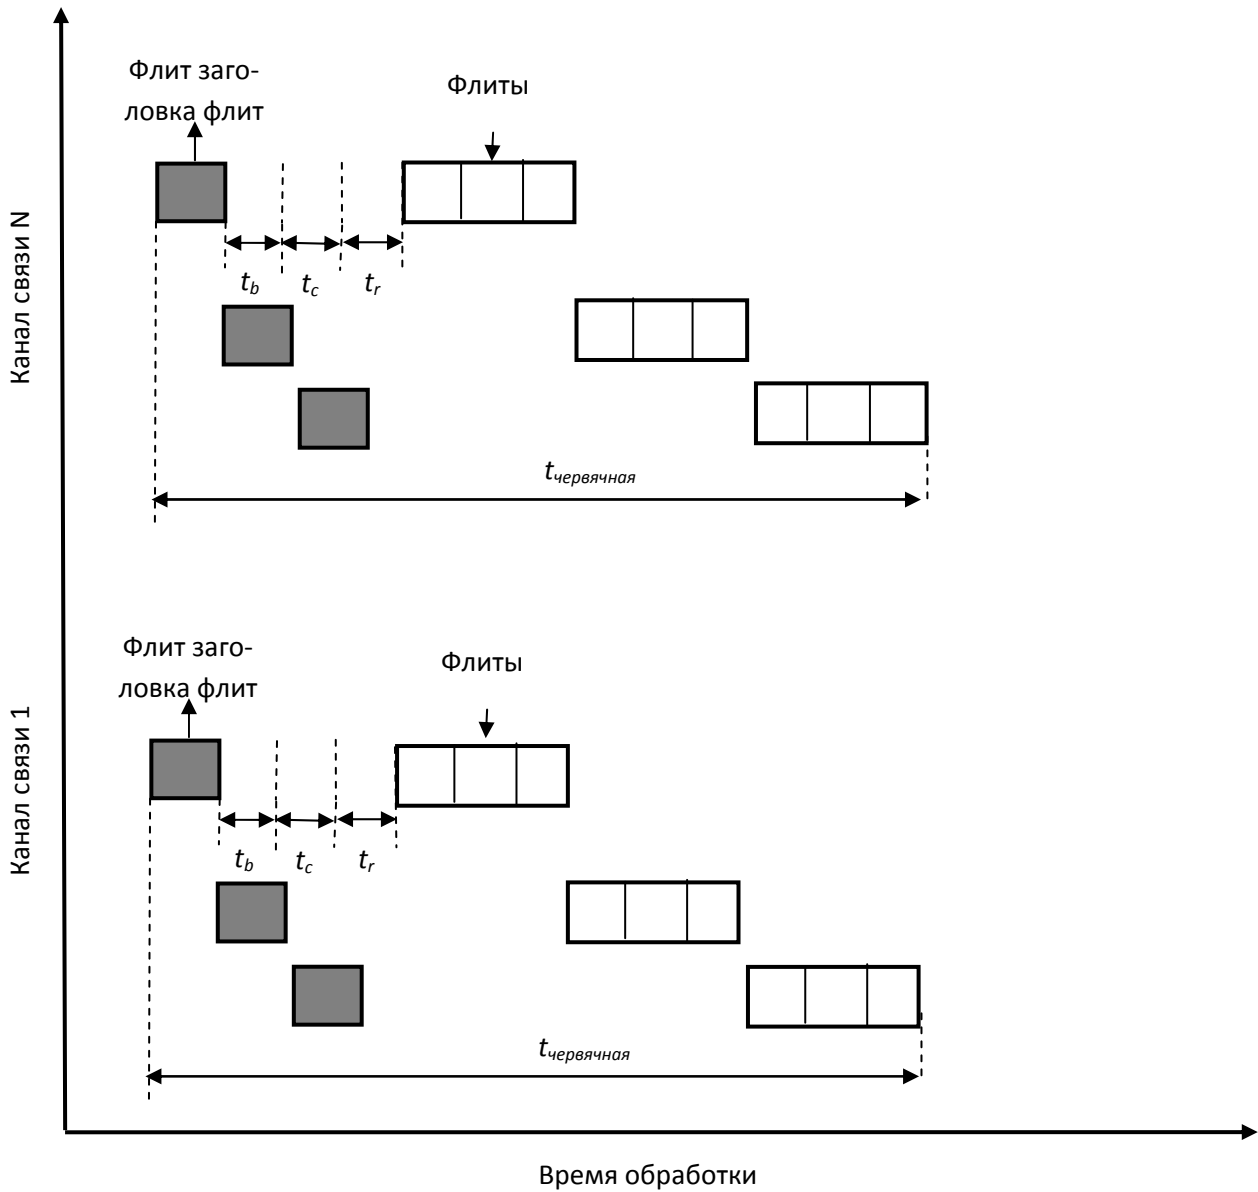 Флит заго-
ловка флит
Флиты
Канал связи N
t_b
t_c
t_r
t_червячная
Флит заго-
ловка флит
Флиты
Канал связи 1
t_b
t_c
t_r
t_червячная
Время обработки